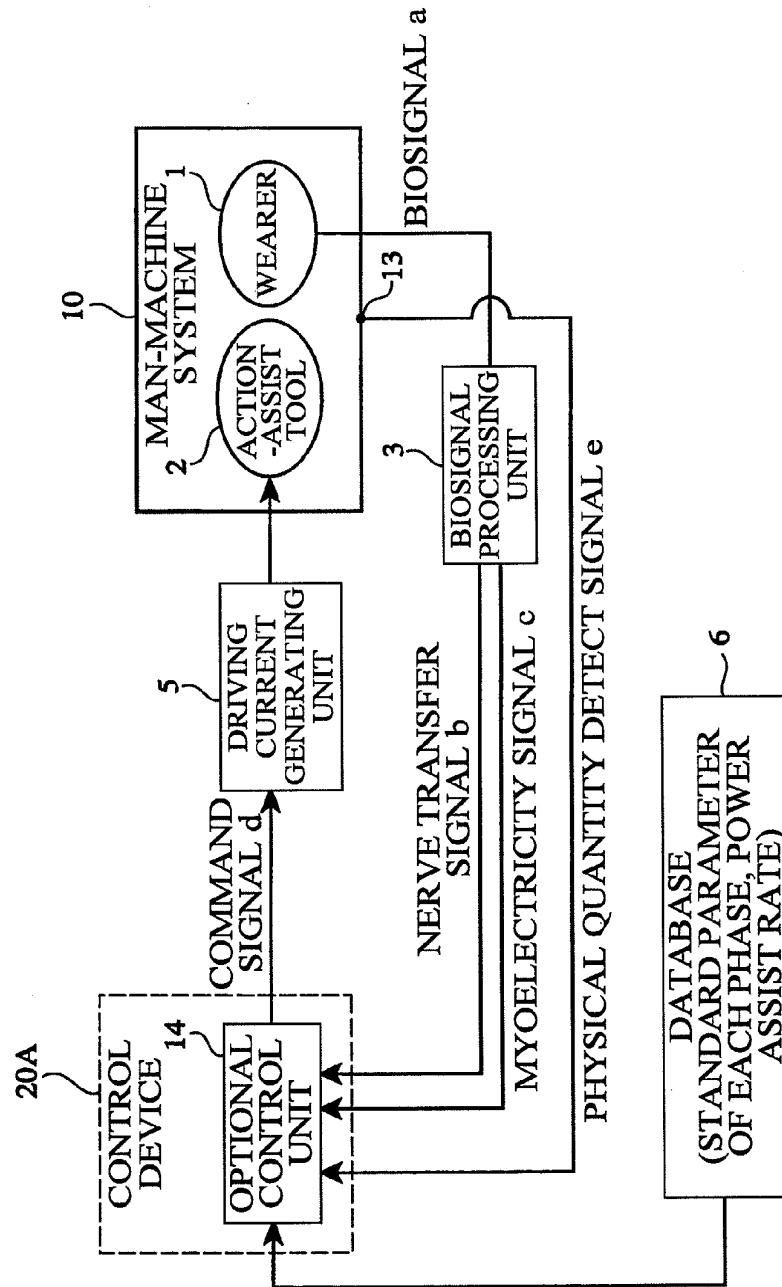 20A
CONTROL
DEVICE
14
OPTIONAL
CONTROL
UNIT
COMMAND
SIGNAL d
5
DRIVING
CURRENT
GENERATING
UNIT
10
MAN-MACHINE
SYSTEM
2
ACTION
-ASSIST
TOOL
1
WEARER
13
BIOSIGNAL a
3
BIOSIGNAL
PROCESSING
UNIT
NERVE TRANSFER
SIGNAL b
MYOELECTRICITY SIGNAL c
PHYSICAL QUANTITY DETECT SIGNAL e
6
DATABASE
(STANDARD PARAMETER
OF EACH PHASE, POWER
ASSIST RATE)